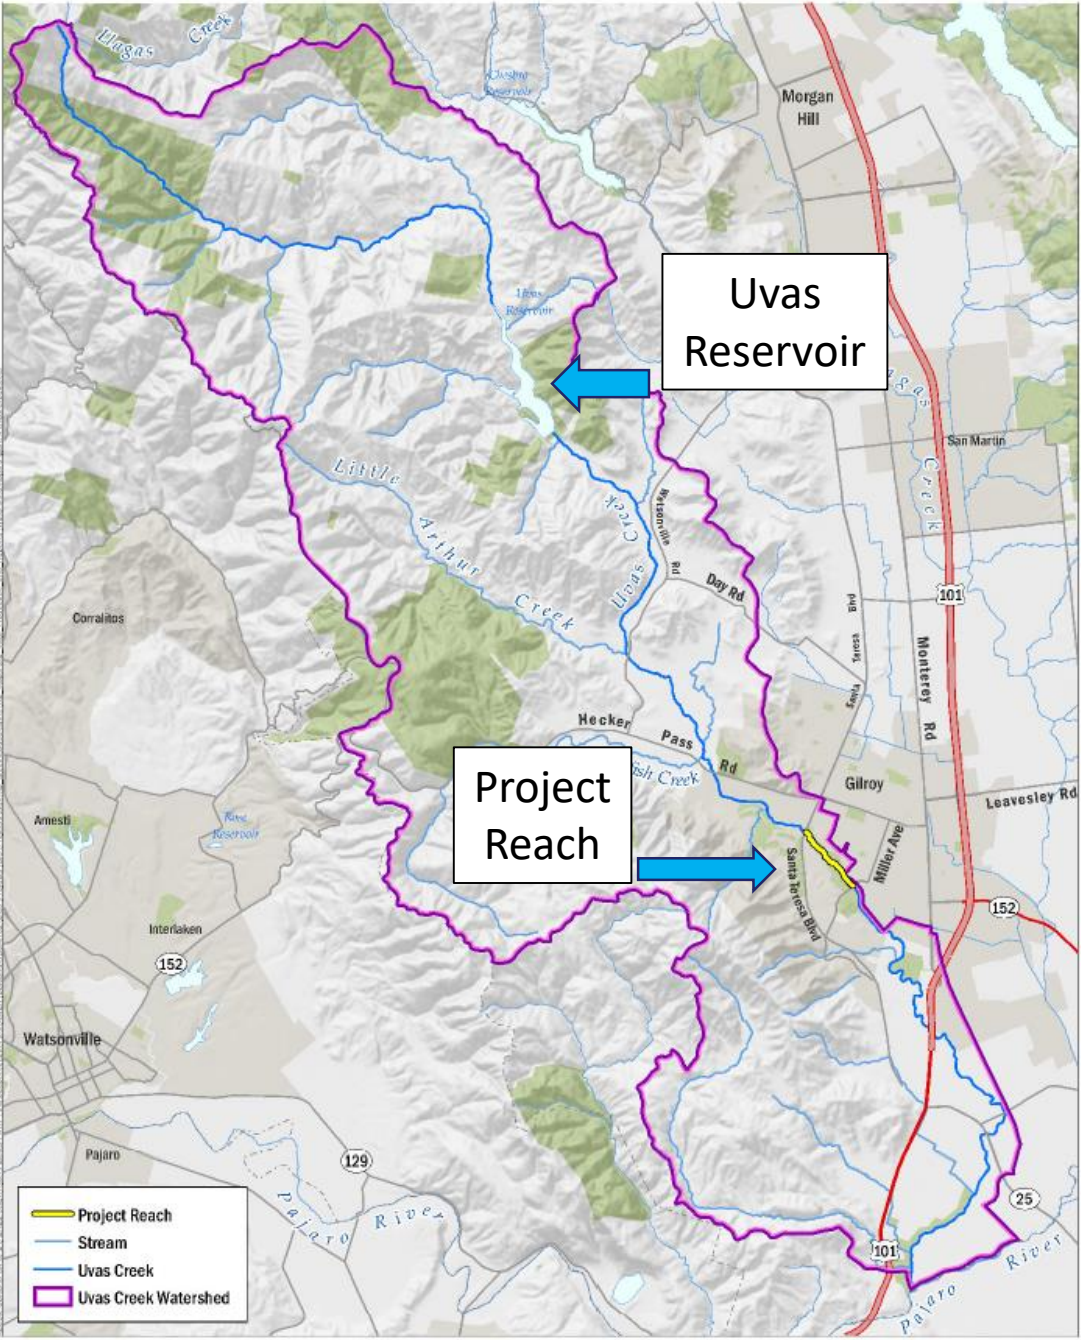 Llagas Creek
Chesbro
Reservoir
Morgan
Hill
Uvas
Reservoir
Uvas
Reservoir
Llagas Creek
San Martin
Little Arthur Creek
Uvas Creek
Watsonville Rd
Day Rd
Santa Teresa Blvd
101
Monterey Rd
Corralitos
Hecker Pass Rd
Project
Reach
fish Creek
Gilroy
Leavesley Rd
Amesti
Reservoir
Santa Teresa Blvd
Miller Ave
152
Interlaken
152
Watsonville
Pajaro
129
Pajaro River
25
101
Pajaro River
Project Reach
Stream
Uvas Creek
Uvas Creek Watershed